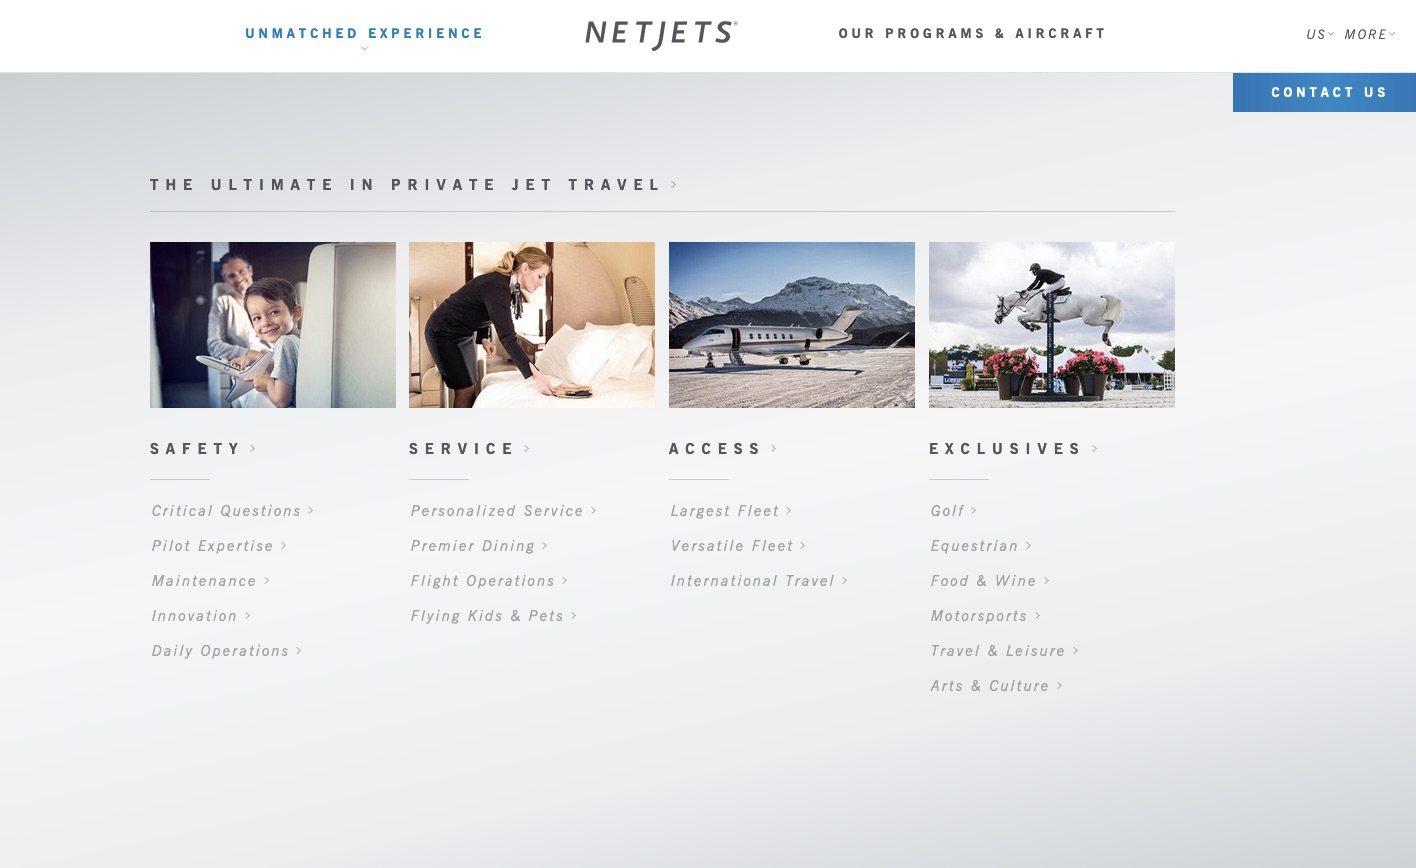 UNMATCHED EXPERIENCE
NETJETS®
OUR PROGRAMS & AIRCRAFT
US
MORE
CONTACT US
THE ULTIMATE IN PRIVATE JET TRAVEL
SAFETY
Critical Questions
Pilot Expertise
Maintenance
Innovation
Daily Operations
SERVICE
Personalized Service
Premier Dining
Flight Operations
Flying Kids & Pets
ACCESS
Largest Fleet
Versatile Fleet
International Travel
EXCLUSIVES
Golf
Equestrian
Food & Wine
Motorsports
Travel & Leisure
Arts & Culture